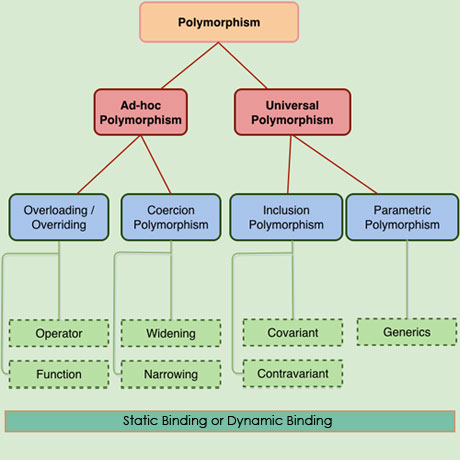 Polymorphism
Ad-hoc
Polymorphism
Universal
Polymorphism
Overloading /
Overriding
Coercion
Polymorphism
Inclusion
Polymorphism
Parametric
Polymorphism
Operator
Widening
Covariant
Generics
Function
Narrowing
Contravariant
Static Binding or Dynamic Binding